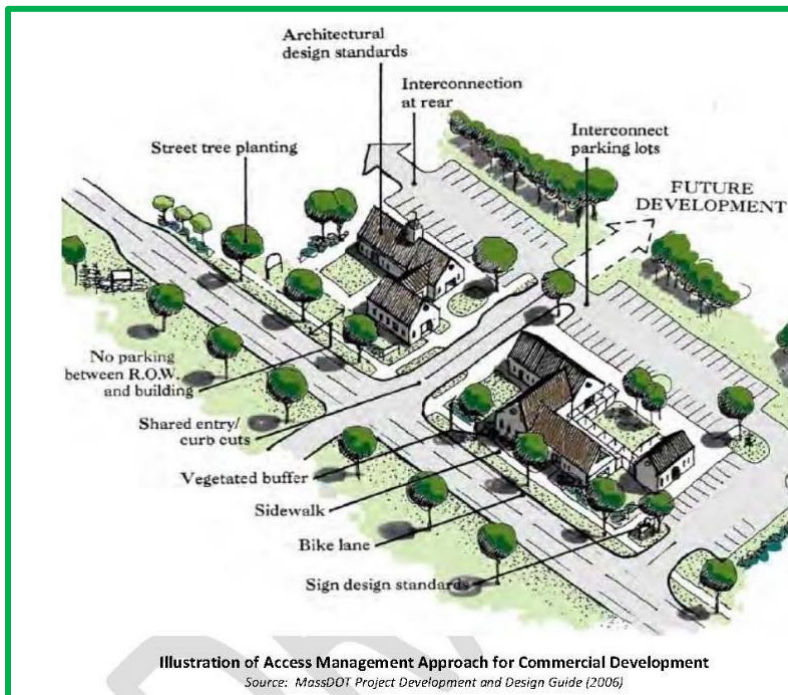 Architectural
design standards
Interconnection
at rear
Street tree planting
Interconnect
parking lots
FUTURE
DEVELOPMENT
No parking
between R.O.W.
and building
Shared entry/
curb cuts
Vegetated buffer
Sidewalk
Bike lane
Sign design standards
Illustration of Access Management Approach for Commercial Development
Source: MassDOT Project Development and Design Guide (2006)